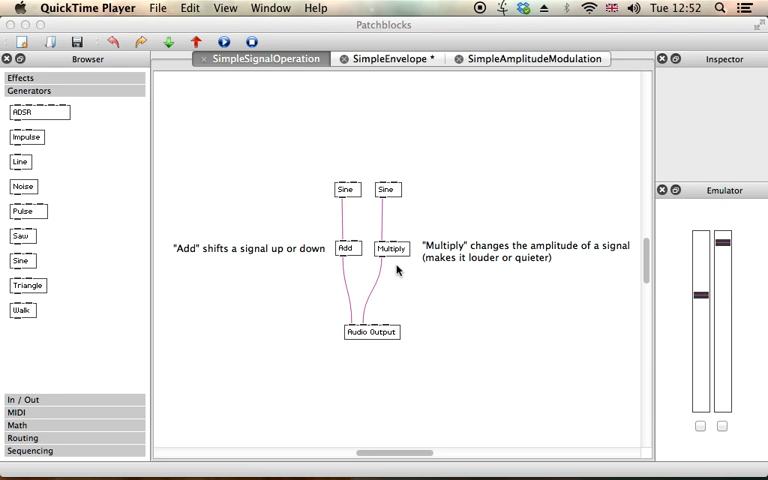 QuickTime Player File Edit View Window Help Tue 12:52
Patchblocks
Browser
Effects
Generators
ADSR
Impulse
Line
Noise
Pulse
Saw
Sine
Triangle
Walk
In / Out
MIDI
Math
Routing
Sequencing
SimpleSignalOperation SimpleEnvelope * SimpleAmplitudeModulation
Sine Sine
"Add" shifts a signal up or down
Add Multiply
"Multiply" changes the amplitude of a signal
(makes it louder or quieter)
Audio Output
Inspector
Emulator